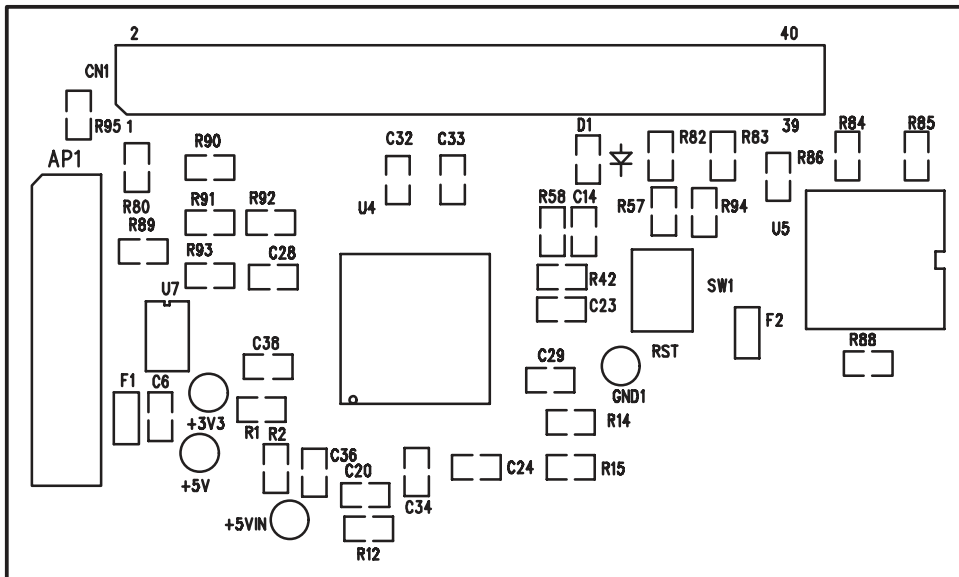 2 40
CN1
R95 1 39
D1 R82 R83 R84 R85
R90 C32 C33
AP1 R86
R80 R91 R92 U4 R58 C14 R57 R94
R89 U5
R93 C28 R42
U7 SW1
C23 F2
C38 RST R88
F1 C6 C29
GND1
+3V3 R1 R2 R14
C36 C20 C24 R15
+5V
C34
+5VIN
R12